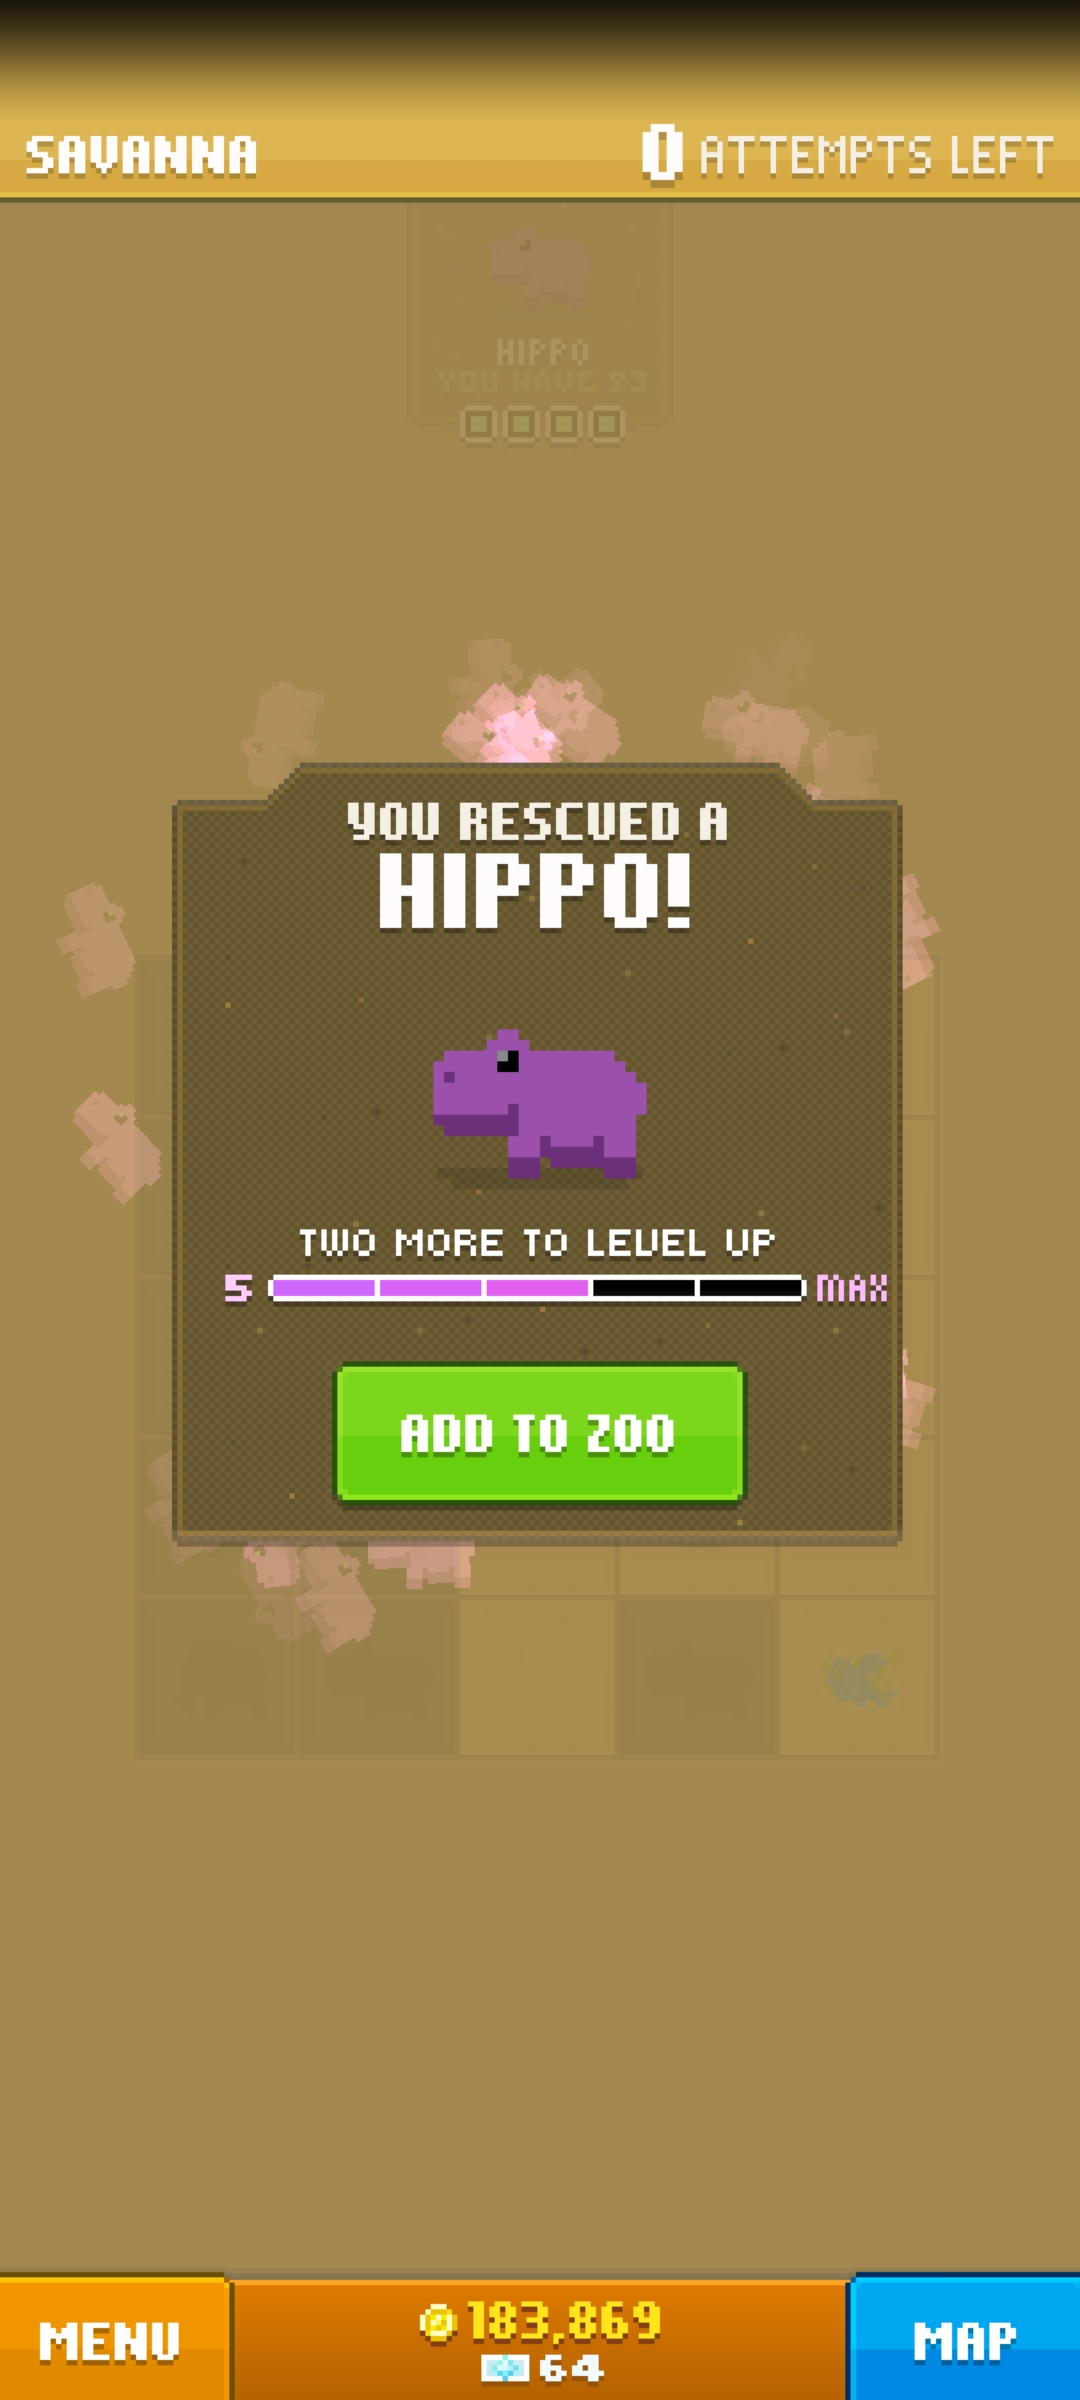 SAVANNA
0 ATTEMPTS LEFT
HIPPO
YOU HAVE 83
YOU RESCUED A
HIPPO!
TWO MORE TO LEVEL UP
5 MAX
ADD TO ZOO
MENU
183,869
64
MAP